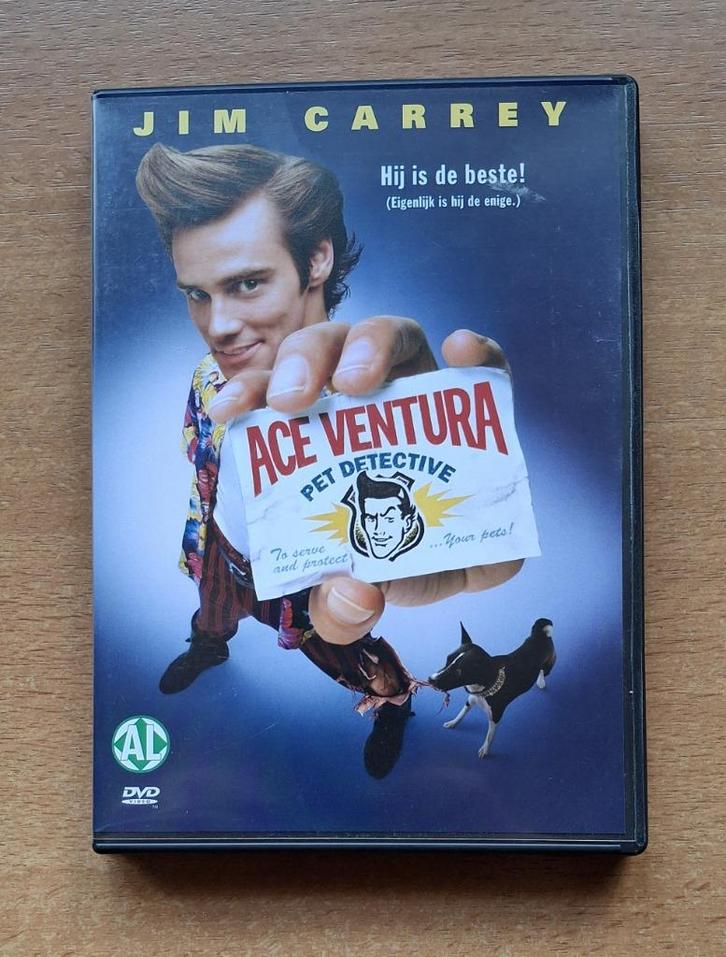 JIM CARREY
Hij is de beste!
(Eigenlijk is hij de enige.)
ACE VENTURA
PET DETECTIVE
To serve
and protect
...Your pets!
AL
DVD
VIDEO
TM